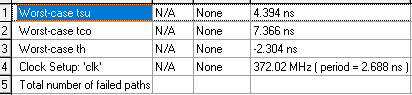 1 Worst-case tsu N/A None 4.394 ns
2 Worst-case tco N/A None 7.366 ns
3 Worst-case th N/A None -2.304 ns
4 Clock Setup: 'clk' N/A None 372.02 MHz ( period = 2.688 ns )
5 Total number of failed paths